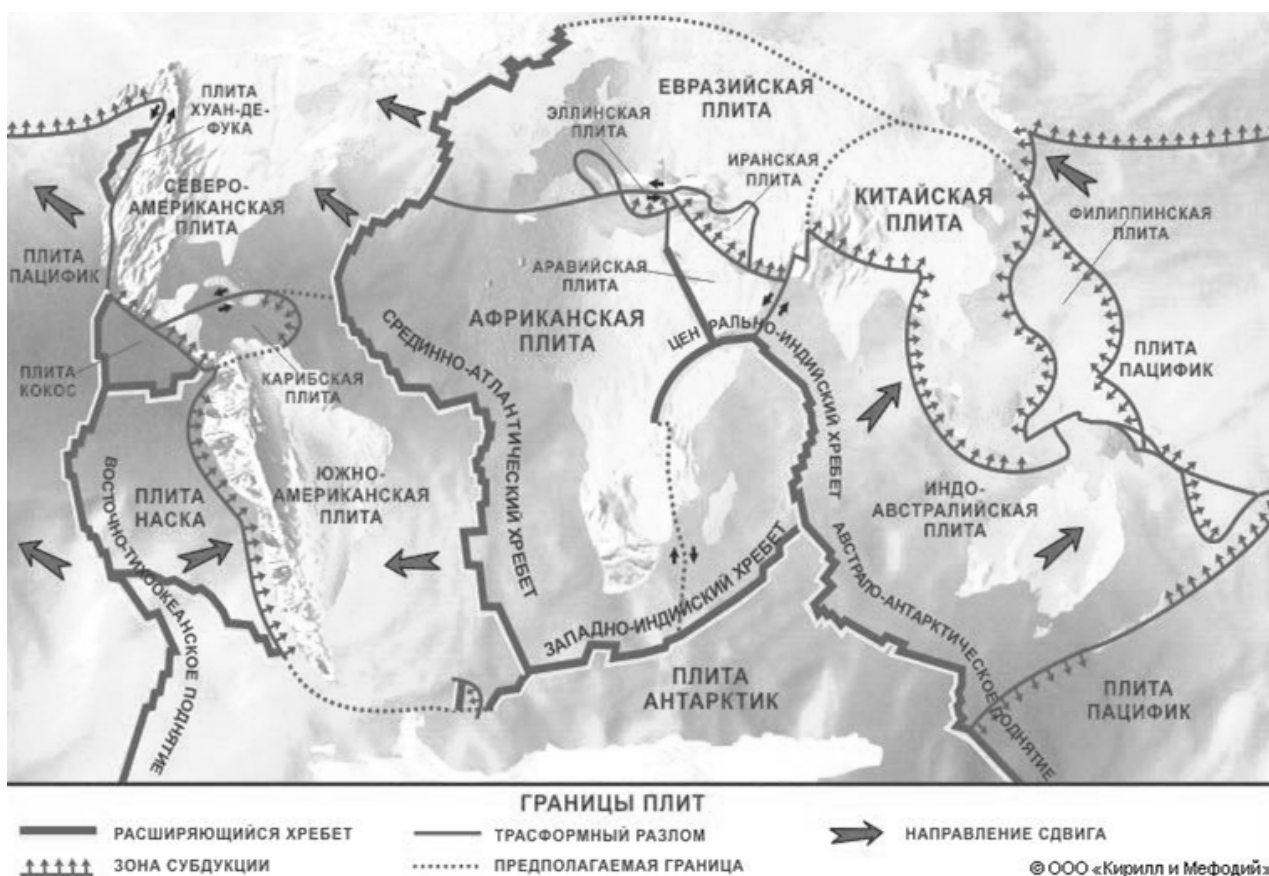 ЕВРАЗИЙСКАЯ
ПЛИТА
ПЛИТА
ХУАН-ДЕ-
ФУКА
ЭЛЛИНСКАЯ
ПЛИТА
ИРАНСКАЯ
ПЛИТА
СЕВЕРО-
АМЕРИКАНСКАЯ
ПЛИТА
КИТАЙСКАЯ
ПЛИТА
ФИЛИППИНСКАЯ
ПЛИТА
ПЛИТА
ПАЦИФИК
АРАВИЙСКАЯ
ПЛИТА
АФРИКАНСКАЯ
ПЛИТА
ЦЕН РАЛЬНО-ИНДИЙСКИЙ ХРЕБЕТ
СРЕДИННО-АТЛАНТИЧЕСКИЙ ХРЕБЕТ
ПЛИТА
КОКОС
КАРИБСКАЯ
ПЛИТА
ПЛИТА
ПАЦИФИК
ВОСТОЧНО-ТИХООКЕАНСКОЕ ПОДНЯТИЕ
ПЛИТА
НАСКА
ЮЖНО-
АМЕРИКАНСКАЯ
ПЛИТА
ИНДО-
АВСТРАЛИЙСКАЯ
ПЛИТА
ЗАПАДНО-ИНДИЙСКИЙ ХРЕБЕТ
АВСТРАЛО-АНТАРКТИЧЕСКОЕ ПОДНЯТИЕ
ПЛИТА
АНТАРКТИК
ПЛИТА
ПАЦИФИК
ГРАНИЦЫ ПЛИТ
РАСШИРЯЮЩИЙСЯ ХРЕБЕТ
ТРАСФОРМНЫЙ РАЗЛОМ
НАПРАВЛЕНИЕ СДВИГА
ЗОНА СУБДУКЦИИ
ПРЕДПОЛАГАЕМАЯ ГРАНИЦА
© ООО «Кирилл и Мефодий»